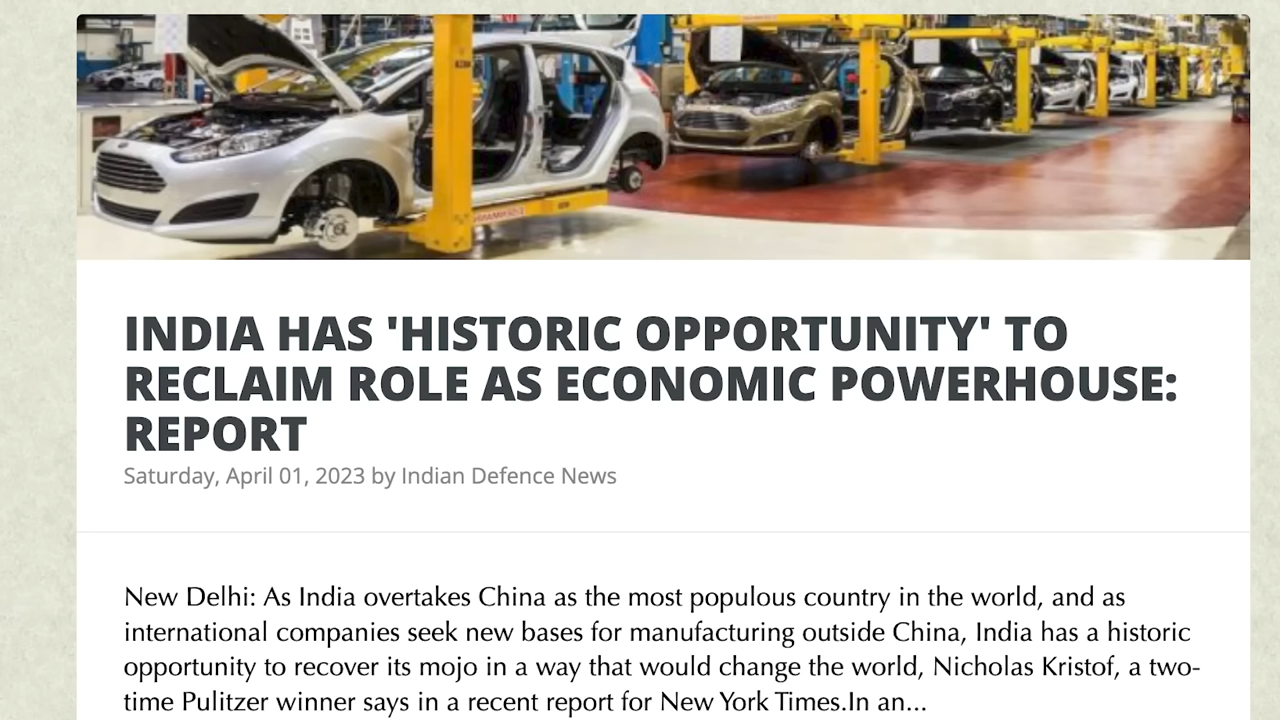 INDIA HAS 'HISTORIC OPPORTUNITY' TO
RECLAIM ROLE AS ECONOMIC POWERHOUSE:
REPORT
Saturday, April 01, 2023 by Indian Defence News
New Delhi: As India overtakes China as the most populous country in the world, and as
international companies seek new bases for manufacturing outside China, India has a historic
opportunity to recover its mojo in a way that would change the world, Nicholas Kristof, a two-
time Pulitzer winner says in a recent report for New York Times.In an...